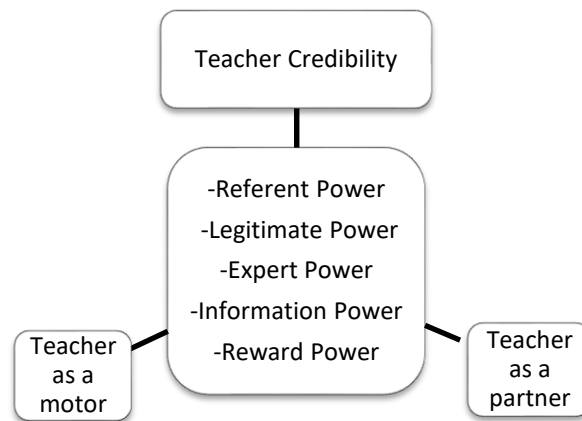 Teacher Credibility
-Referent Power
-Legitimate Power
-Expert Power
-Information Power
-Reward Power
Teacher
as a
motor
Teacher
as a
partner